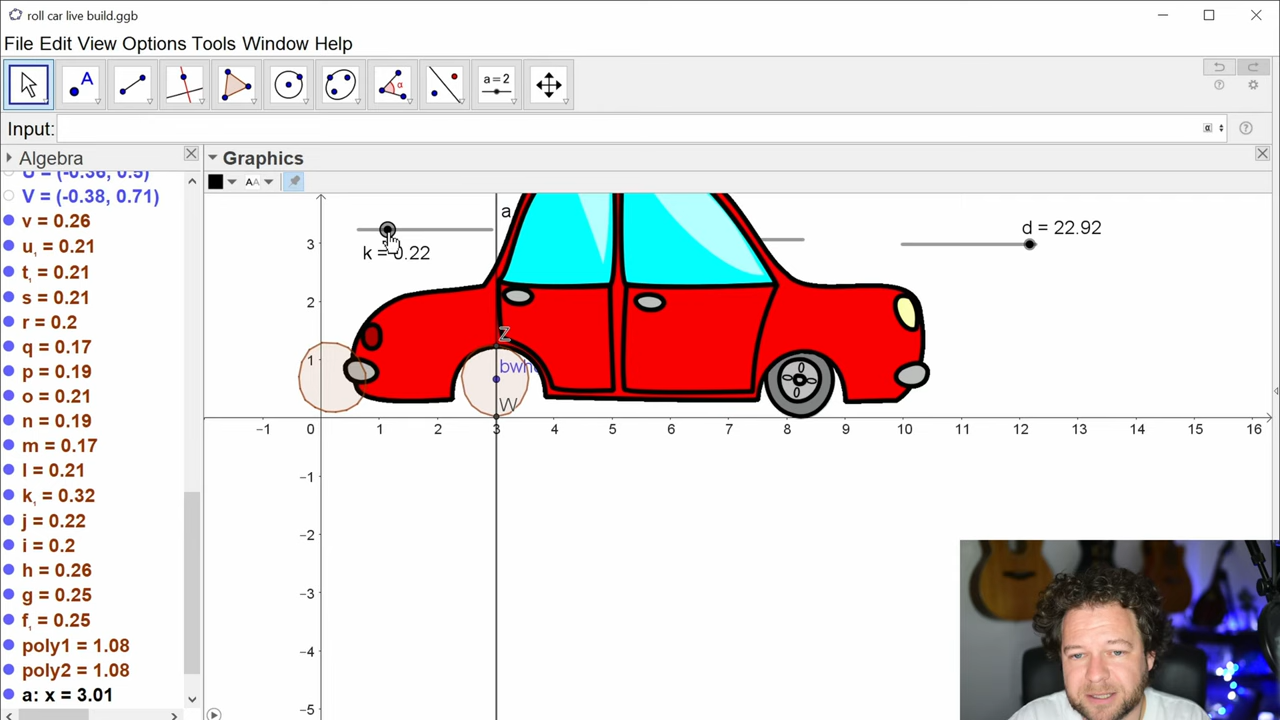 roll car live build.ggb
File Edit View Options Tools Window Help
A
α
a=2
Input:
α
Algebra
Graphics
AA
U = (-0.36, 0.5)
V = (-0.38, 0.71)
v = 0.26
u₁ = 0.21
t₁ = 0.21
s = 0.21
r = 0.2
q = 0.17
p = 0.19
o = 0.21
n = 0.19
m = 0.17
l = 0.21
k₁ = 0.32
j = 0.22
i = 0.2
h = 0.26
g = 0.25
f₁ = 0.25
poly1 = 1.08
poly2 = 1.08
a: x = 3.01
a
k = 0.22
d = 22.92
Z
W
3
2
1
−1 0 1 2 3 4 5 6 7 8 9 10 11 12 13 14 15 16
−1
−2
−3
−4
−5